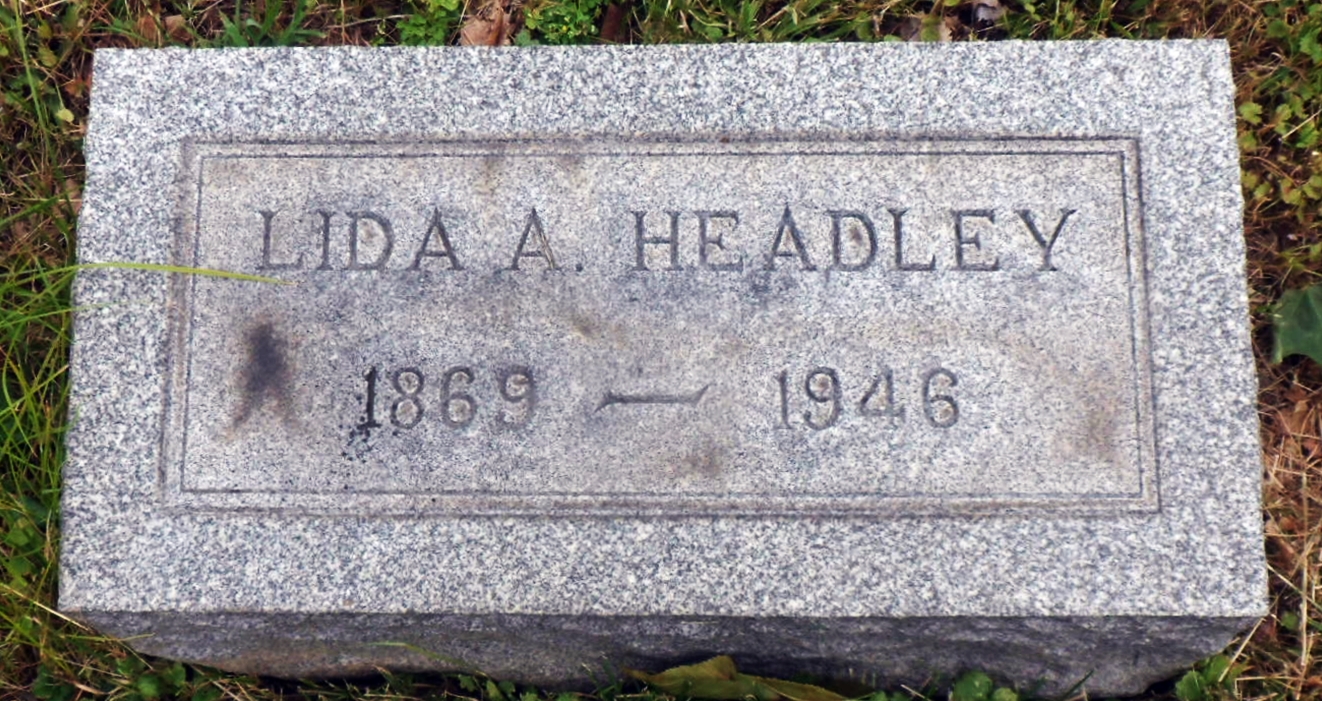 LIDA A. HEADLEY
1869 — 1946